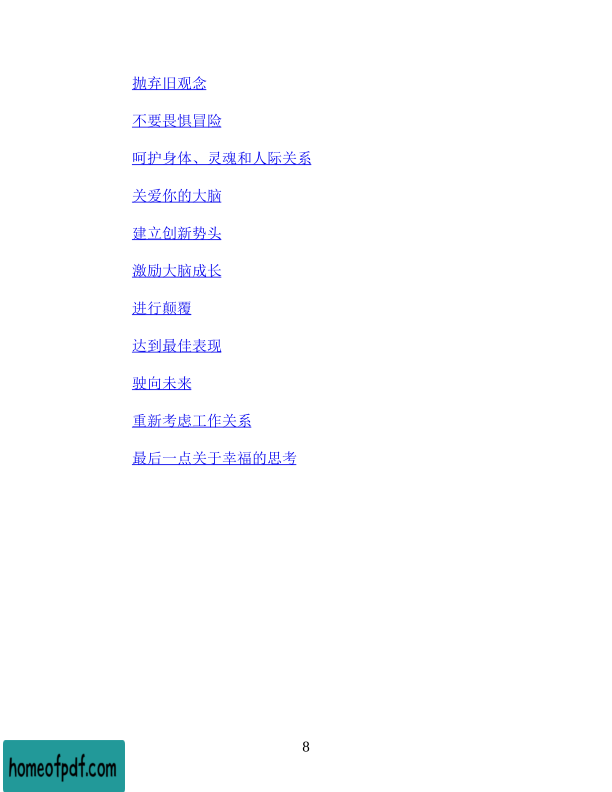 抛弃旧观念
不要畏惧冒险
呵护身体、灵魂和人际关系
关爱你的大脑
建立创新势头
激励大脑成长
进行颠覆
达到最佳表现
驶向未来
重新考虑工作关系
最后一点关于幸福的思考
8
homeofpdf.com